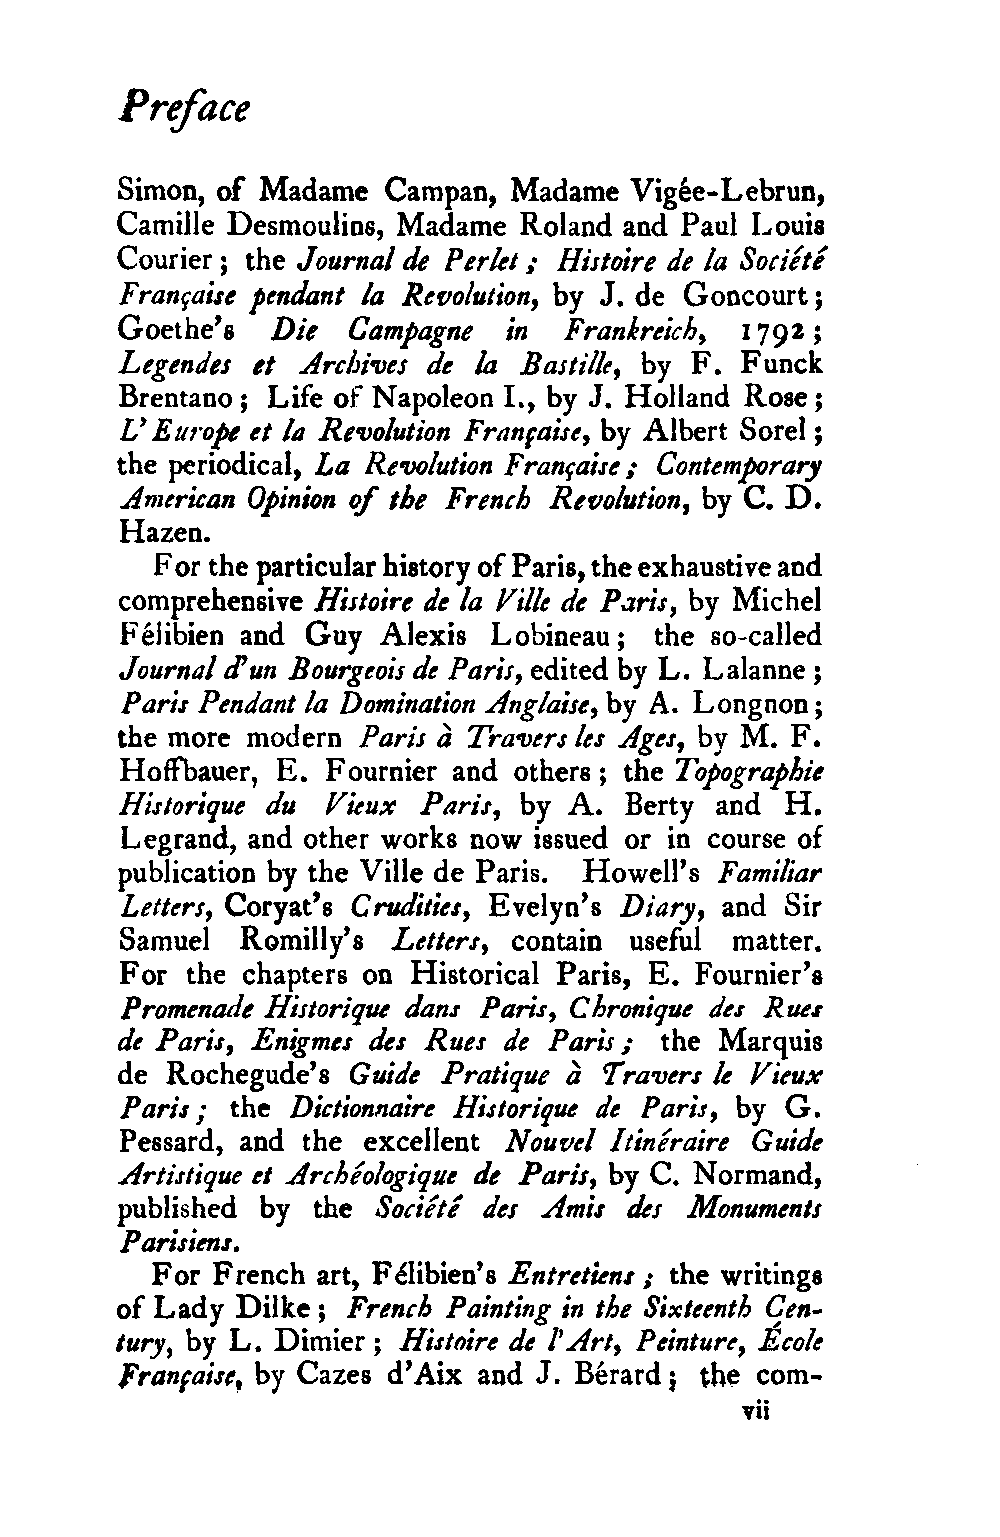 Preface
Simon, of Madame Campan, Madame Vigée-Lebrun,
Camille Desmoulins, Madame Roland and Paul Louis
Courier ; the Journal de Perlet ; Histoire de la Société
Française pendant la Revolution, by J. de Goncourt ;
Goethe's Die Campagne in Frankreich, 1792 ;
Legendes et Archives de la Bastille, by F. Funck
Brentano ; Life of Napoleon I., by J. Holland Rose ;
L'Europe et la Revolution Française, by Albert Sorel ;
the periodical, La Revolution Française ; Contemporary
American Opinion of the French Revolution, by C. D.
Hazen.
For the particular history of Paris, the exhaustive and
comprehensive Histoire de la Ville de Paris, by Michel
Félibien and Guy Alexis Lobineau ; the so-called
Journal d'un Bourgeois de Paris, edited by L. Lalanne ;
Paris Pendant la Domination Anglaise, by A. Longnon ;
the more modern Paris à Travers les Ages, by M. F.
Hoffbauer, E. Fournier and others ; the Topographie
Historique du Vieux Paris, by A. Berty and H.
Legrand, and other works now issued or in course of
publication by the Ville de Paris. Howell's Familiar
Letters, Coryat's Crudities, Evelyn's Diary, and Sir
Samuel Romilly's Letters, contain useful matter.
For the chapters on Historical Paris, E. Fournier's
Promenade Historique dans Paris, Chronique des Rues
de Paris, Enigmes des Rues de Paris ; the Marquis
de Rochegude's Guide Pratique à Travers le Vieux
Paris ; the Dictionnaire Historique de Paris, by G.
Pessard, and the excellent Nouvel Itinéraire Guide
Artistique et Archéologique de Paris, by C. Normand,
published by the Société des Amis des Monuments
Parisiens.
For French art, Félibien's Entretiens ; the writings
of Lady Dilke ; French Painting in the Sixteenth Cen-
tury, by L. Dimier ; Histoire de l'Art, Peinture, École
Française, by Cazes d'Aix and J. Bérard ; the com-
vii